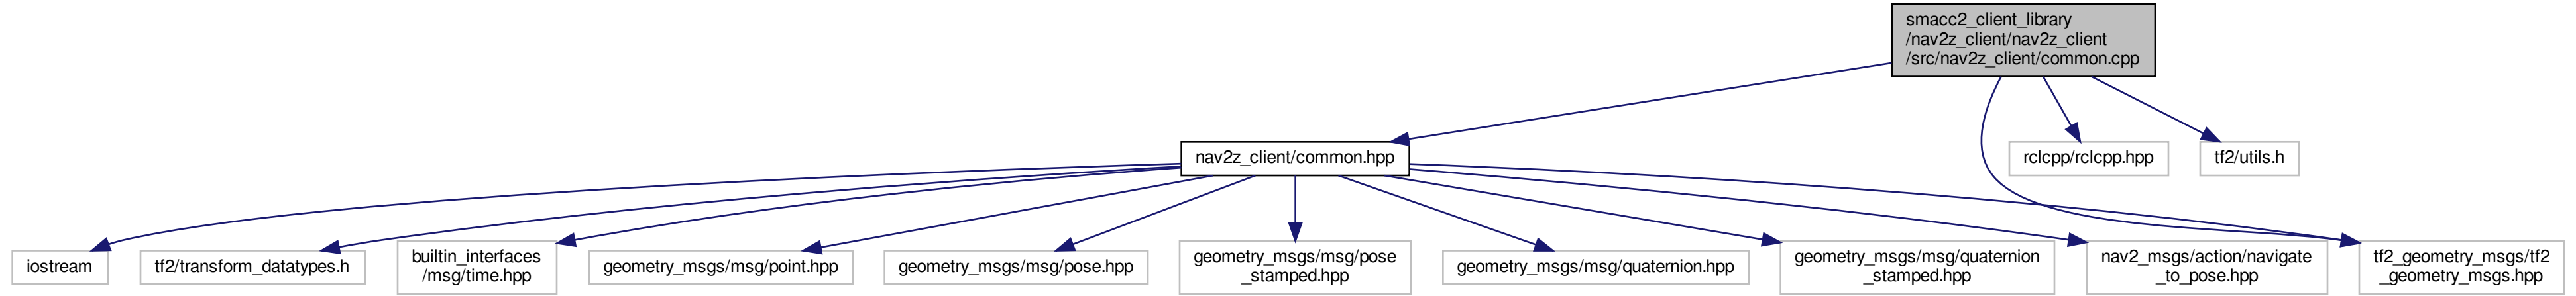 smacc2_client_library
/nav2z_client/nav2z_client
/src/nav2z_client/common.cpp
nav2z_client/common.hpp
rclcpp/rclcpp.hpp
tf2/utils.h
iostream
tf2/transform_datatypes.h
builtin_interfaces
/msg/time.hpp
geometry_msgs/msg/point.hpp
geometry_msgs/msg/pose.hpp
geometry_msgs/msg/pose
_stamped.hpp
geometry_msgs/msg/quaternion.hpp
geometry_msgs/msg/quaternion
_stamped.hpp
nav2_msgs/action/navigate
_to_pose.hpp
tf2_geometry_msgs/tf2
_geometry_msgs.hpp